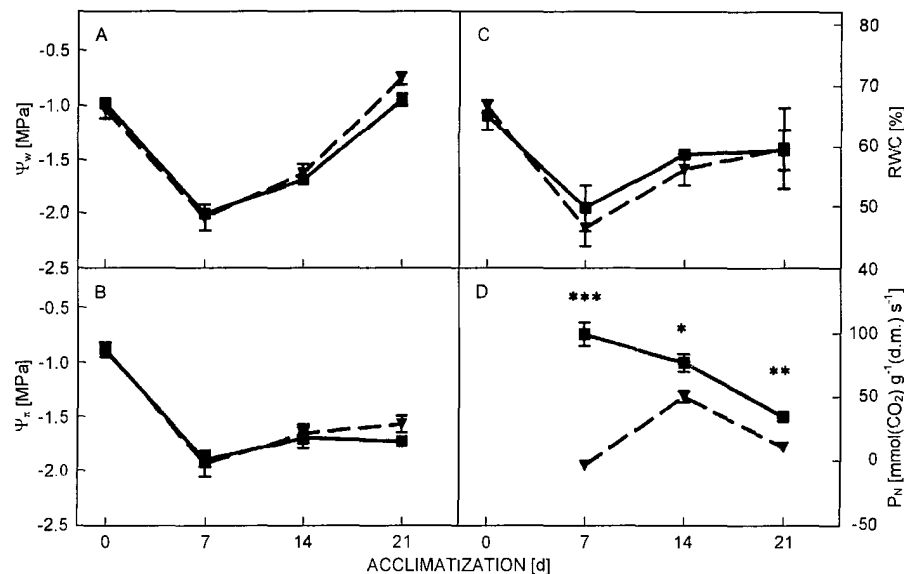 A
C
-0.5
-1.0
-1.5
-2.0
-2.5
Ψw [MPa]
80
70
60
50
40
RWC [%]
B
D
-0.5
-1.0
-1.5
-2.0
-2.5
Ψπ [MPa]
***
*
**
100
50
0
-50
PN [mmol(CO2) g-1(d.m.) s-1]
0 7 14 21 0 7 14 21
ACCLIMATIZATION [d]